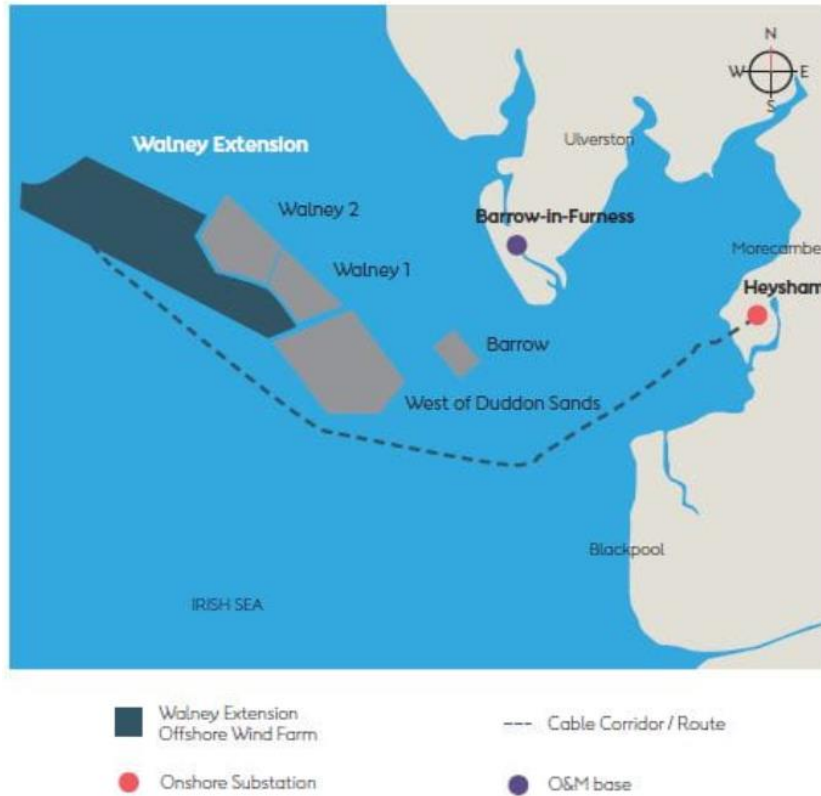 N
W E
S
Ulverston
Walney Extension
Walney 2
Barrow-in-Furness
Morecambe
Walney 1
Heysham
Barrow
West of Duddon Sands
Blackpool
IRISH SEA
Walney Extension
Offshore Wind Farm
Cable Corridor / Route
Onshore Substation
O&M base